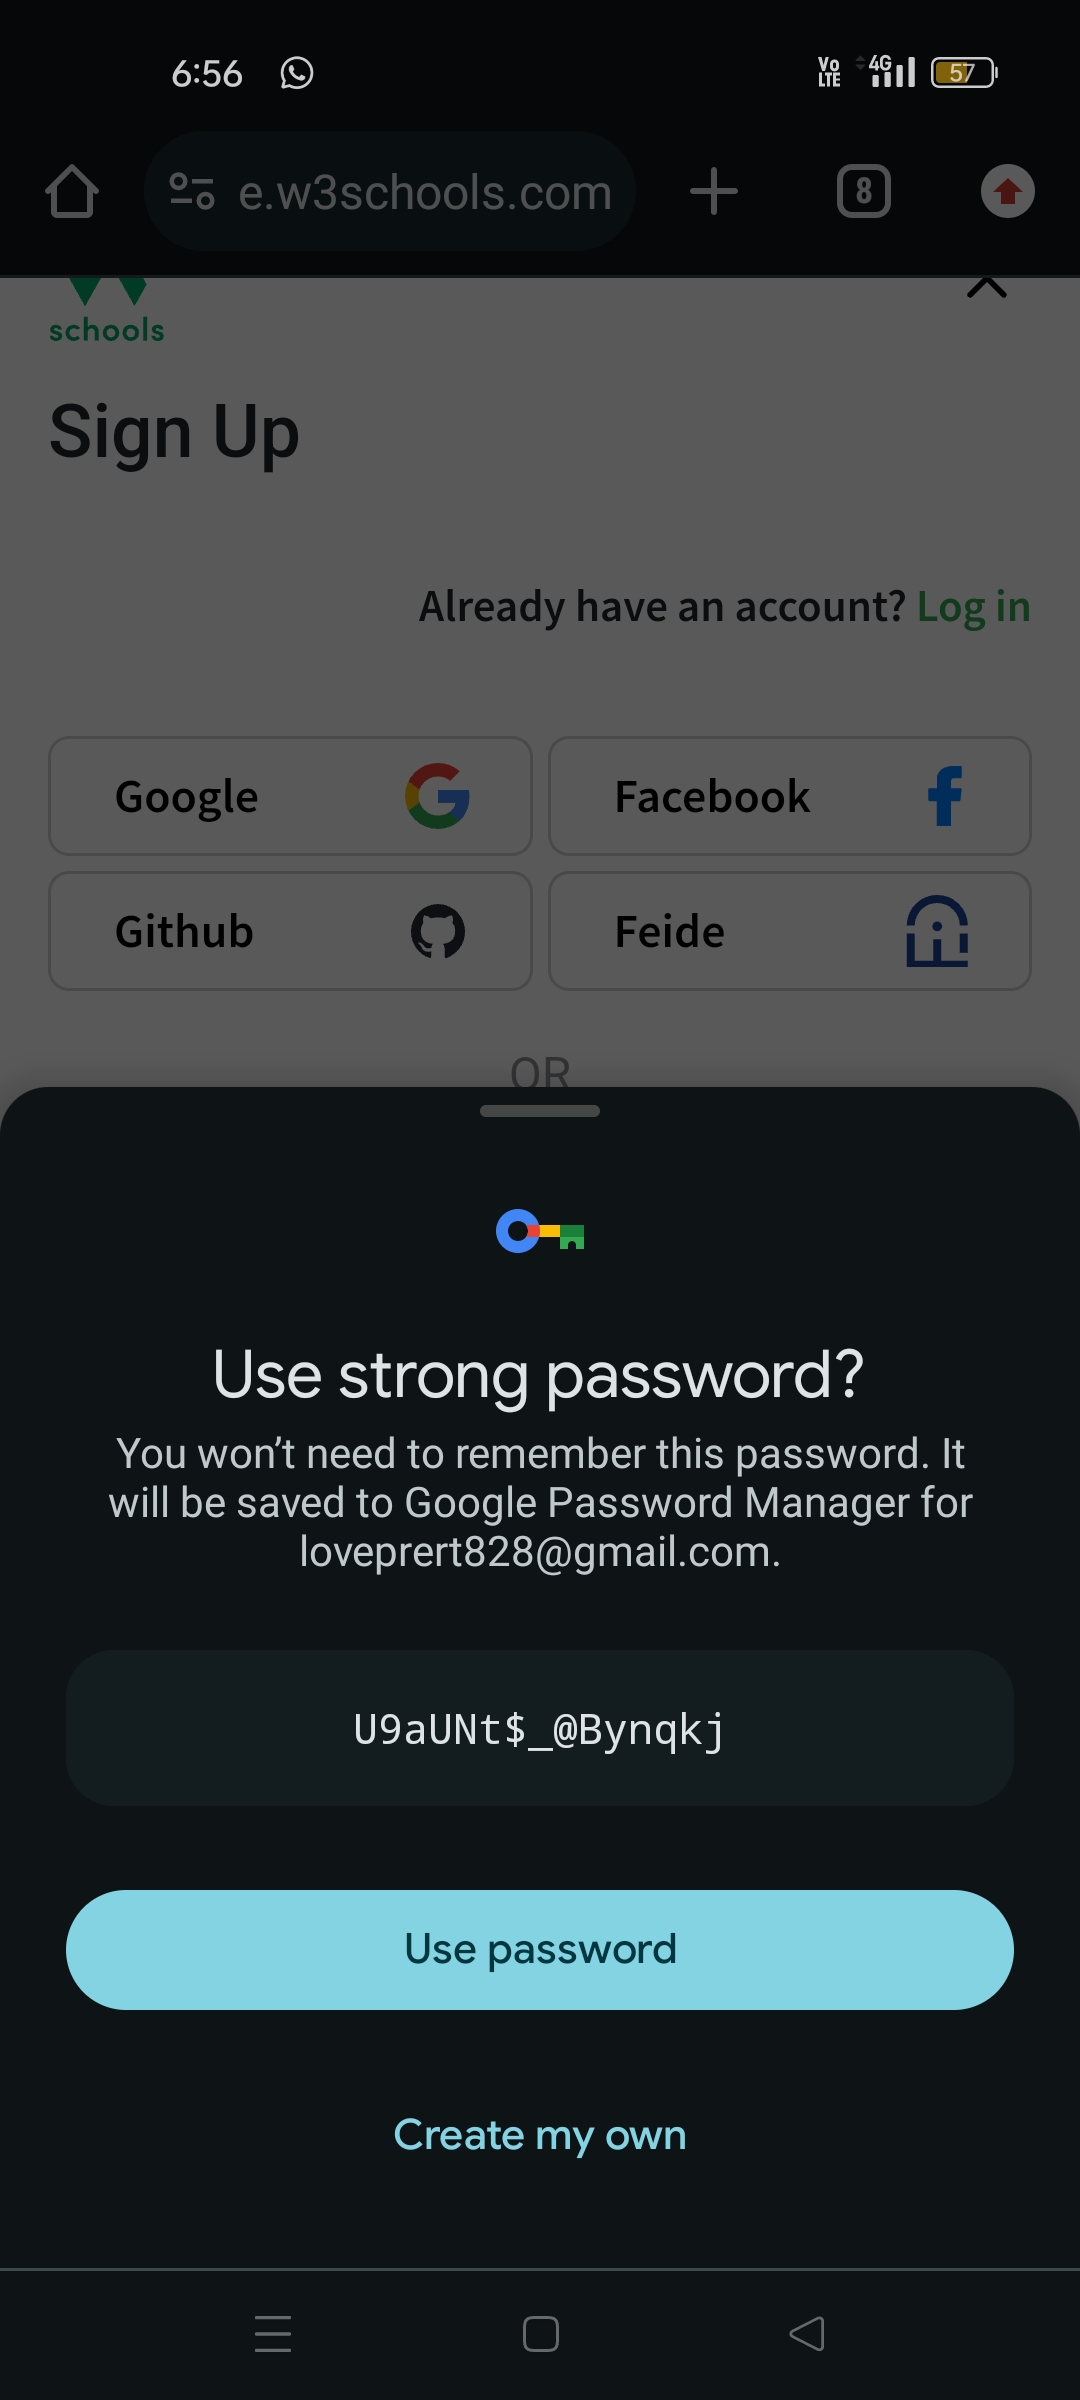 6:56
Vo
LTE
4G
57
e.w3schools.com
8
schools
Sign Up
Already have an account? Log in
Google
Facebook
Github
Feide
OR
Use strong password?
You won’t need to remember this password. It
will be saved to Google Password Manager for
loveprert828@gmail.com.
U9aUNt$_@Bynqkj
Use password
Create my own